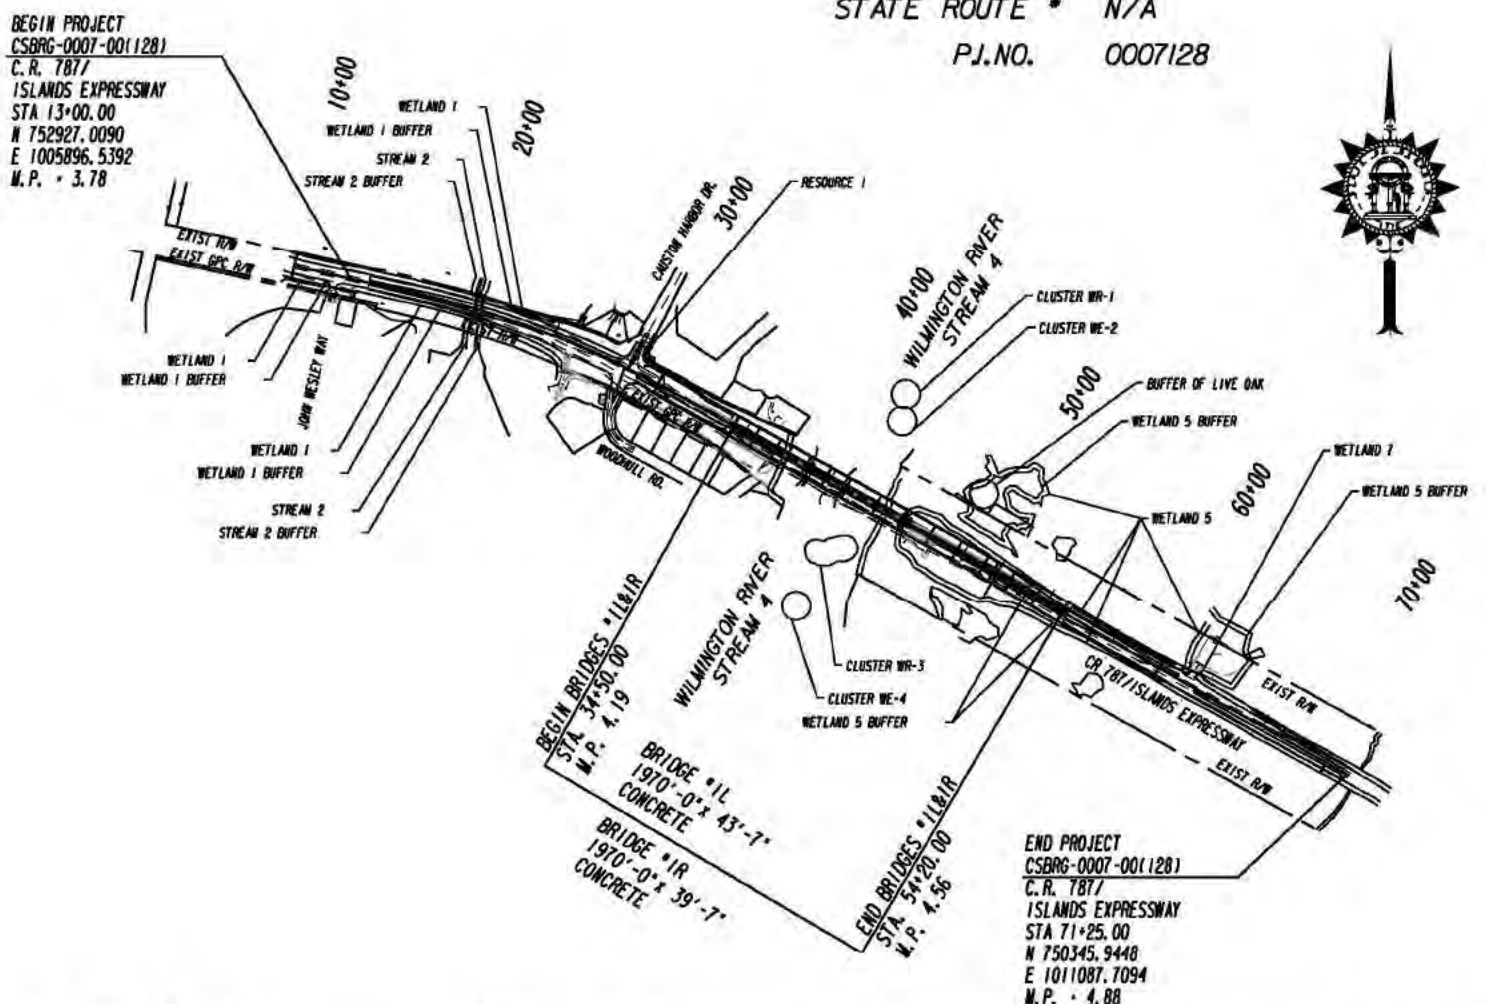 STATE ROUTE # N/A
P.I.NO. 0007128
BEGIN PROJECT
CSBRG-0007-00(128)
C.R. 787/
ISLANDS EXPRESSWAY
STA 13+00.00
N 752927.0090
E 1005896.5392
M.P. = 3.78
10+00
20+00
WETLAND 1
WETLAND 1 BUFFER
STREAM 2
STREAM 2 BUFFER
CAUSTON HARBOR DR.
30+00
RESOURCE 1
EXIST R/W
EXIST GPC R/W
EXIST R/W
40+00
WILMINGTON RIVER
STREAM 4
CLUSTER WR-1
CLUSTER WE-2
WETLAND 1
WETLAND 1 BUFFER
JOHN WESLEY WAY
50+00
BUFFER OF LIVE OAK
WETLAND 5 BUFFER
EXIST GPC R/W
WOODHULL RD.
WETLAND 1
WETLAND 1 BUFFER
STREAM 2
STREAM 2 BUFFER
60+00
WETLAND 7
WETLAND 5 BUFFER
WETLAND 5
70+00
WILMINGTON RIVER
STREAM 4
CLUSTER WR-3
CLUSTER WE-4
WETLAND 5 BUFFER
CR 787/ISLANDS EXPRESSWAY
EXIST R/W
EXIST R/W
BEGIN BRIDGES #1L&1R
STA. 34+50.00
M.P. 4.19
BRIDGE #1L
1970'-0" x 43'-7"
CONCRETE
BRIDGE #1R
1970'-0" x 39'-7"
CONCRETE
END BRIDGES #1L&1R
STA. 54+20.00
M.P. 4.56
END PROJECT
CSBRG-0007-00(128)
C.R. 787/
ISLANDS EXPRESSWAY
STA 71+25.00
N 750345.9448
E 1011087.7094
M.P. = 4.88